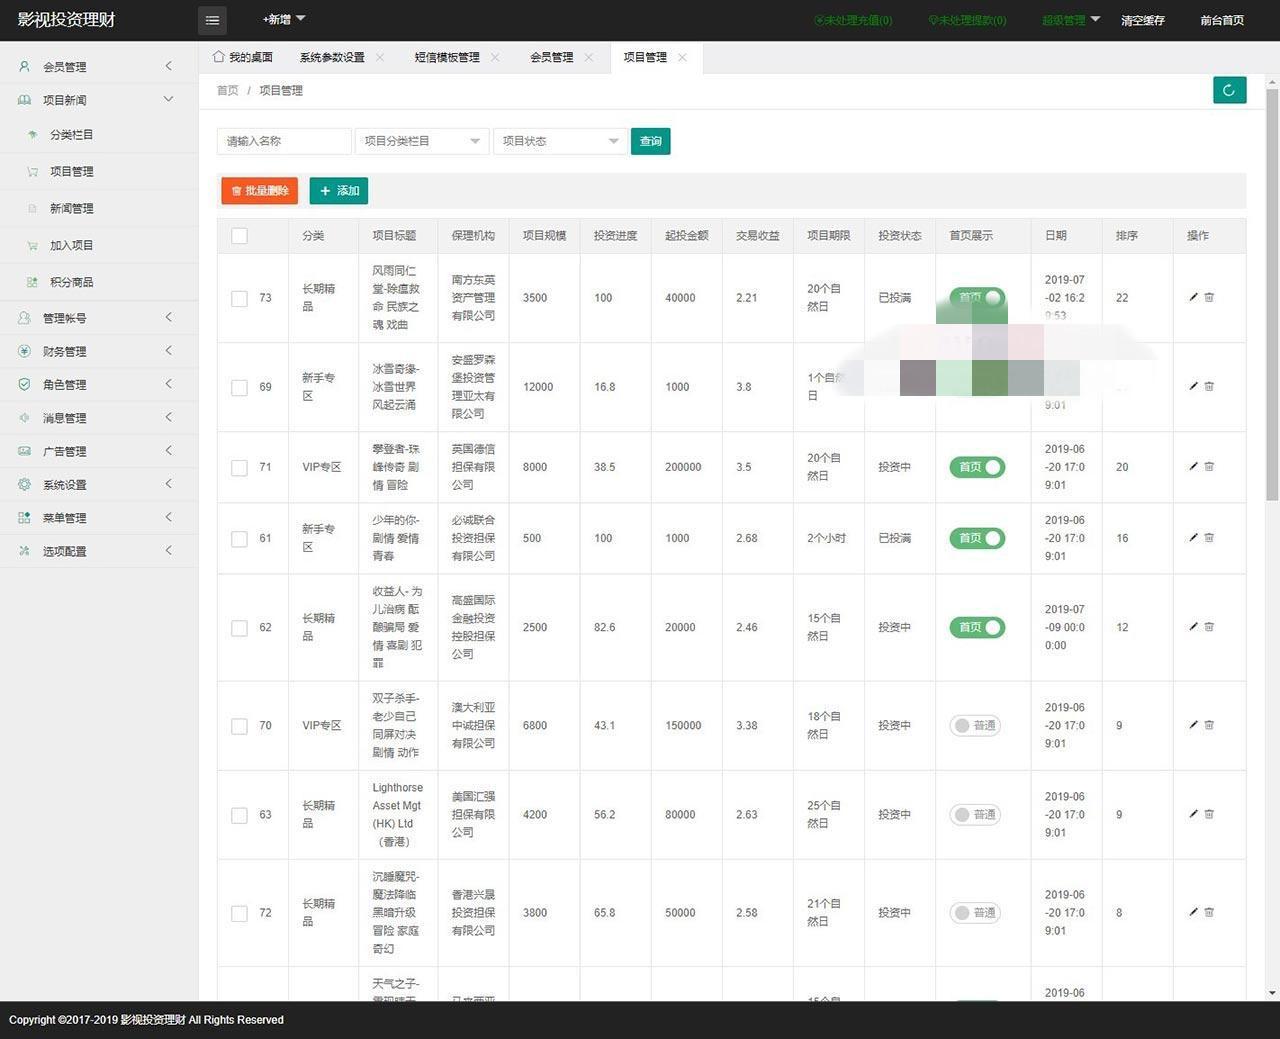 影视投资理财
+新增
未处理充值(0)
未处理提款(0)
超级管理
清空缓存
前台首页
会员管理
项目新闻
分类栏目
项目管理
新闻管理
加入项目
积分商品
管理帐号
财务管理
角色管理
消息管理
广告管理
系统设置
菜单管理
选项配置
我的桌面
系统参数设置
短信模板管理
会员管理
项目管理
首页 / 项目管理
请输入名称
项目分类栏目
项目状态
查询
批量删除
+ 添加
分类 项目标题 保理机构 项目规模 投资进度 起投金额 交易收益 项目期限 投资状态 首页展示 日期 排序 操作
73
长期精
品
风雨同仁
堂-除瘟救
命 民族之
魂 戏曲
南方东英
资产管理
有限公司
3500
100
40000
2.21
20个自
然日
已投满
首页
2019-07
-02 16:2
9:53
22
69
新手专
区
冰雪奇缘-
冰雪世界
风起云涌
安盛罗森
堡投资管
理亚太有
限公司
12000
16.8
1000
3.8
1个自然
日
9:01
71
VIP专区
攀登者-珠
峰传奇 剧
情 冒险
英国德信
担保有限
公司
8000
38.5
200000
3.5
20个自
然日
投资中
首页
2019-06
-20 17:0
9:01
20
61
新手专
区
少年的你-
剧情 爱情
青春
必诚联合
投资担保
有限公司
500
100
1000
2.68
2个小时
已投满
首页
2019-06
-20 17:0
9:01
16
62
长期精
品
收益人- 为
儿治病 酝
酿骗局 爱
情 喜剧 犯
罪
高盛国际
金融投资
控股担保
公司
2500
82.6
20000
2.46
15个自
然日
投资中
首页
2019-07
-09 00:0
0:00
12
70
VIP专区
双子杀手-
老少自己
同屏对决
剧情 动作
澳大利亚
中诚担保
有限公司
6800
43.1
150000
3.38
18个自
然日
投资中
普通
2019-06
-20 17:0
9:01
9
63
长期精
品
Lighthorse
Asset Mgt
(HK) Ltd
（香港）
美国汇强
担保有限
公司
4200
56.2
80000
2.63
25个自
然日
投资中
普通
2019-06
-20 17:0
9:01
9
72
长期精
品
沉睡魔咒-
魔法降临
黑暗升级
冒险 家庭
奇幻
香港兴晟
投资担保
有限公司
3800
65.8
50000
2.58
21个自
然日
投资中
普通
2019-06
-20 17:0
9:01
8
天气之子-
2019-06
Copyright ©2017-2019 影视投资理财 All Rights Reserved